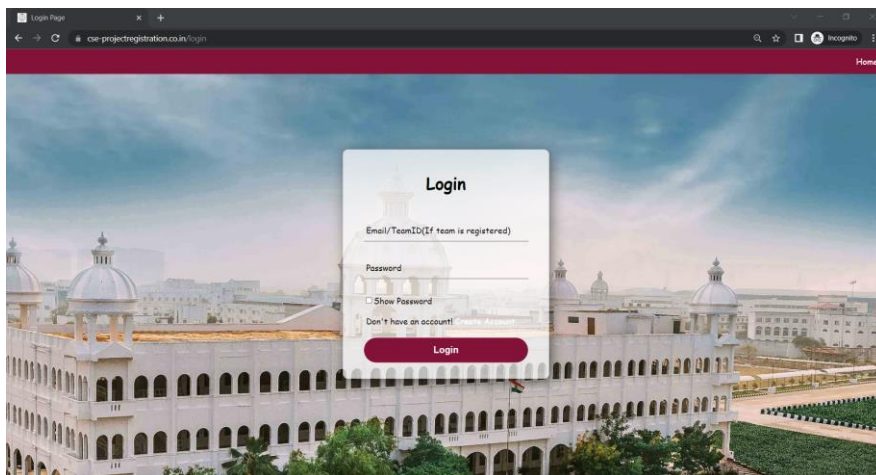 Login Page
cse-projectregistration.co.in/login
Incognito
Home
Login
Email/TeamID(If team is registered)
Password
Show Password
Don't have an account! Create Account
Login